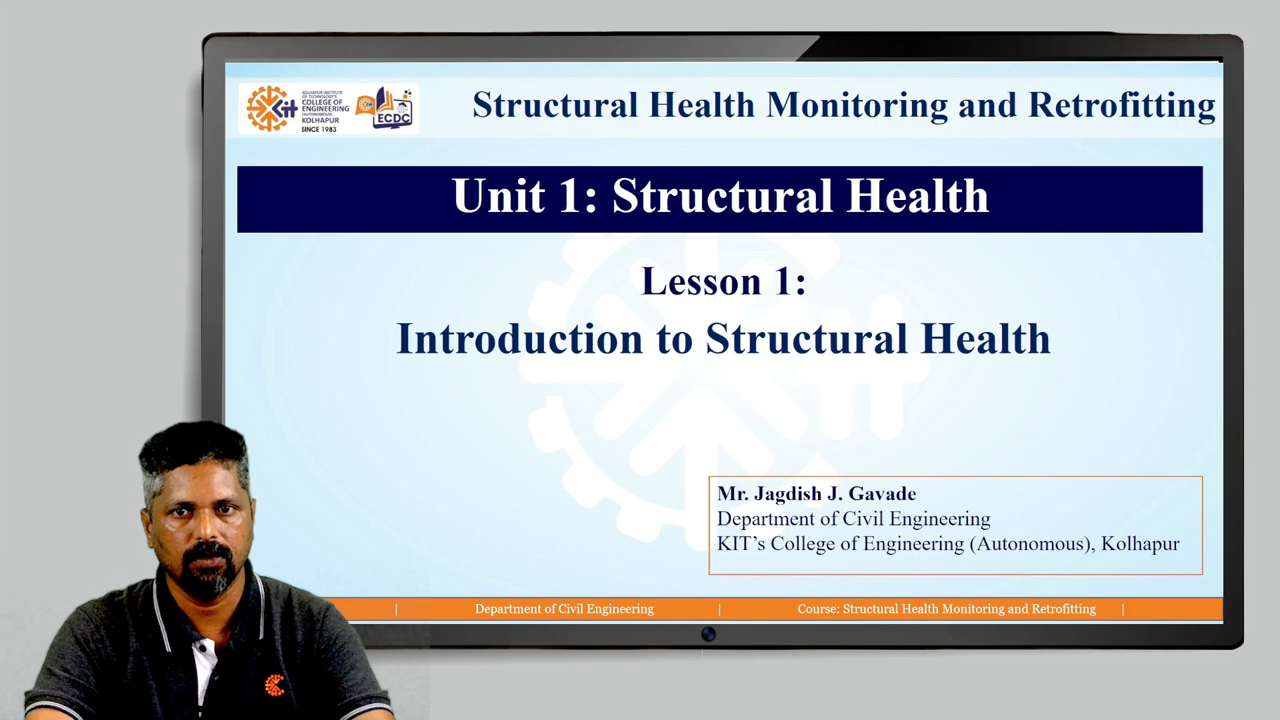 KOLHAPUR INSTITUTE
OF TECHNOLOGY'S
COLLEGE OF
ENGINEERING
(AUTONOMOUS),
KOLHAPUR
SINCE 1983
ECDC
Structural Health Monitoring and Retrofitting
Unit 1: Structural Health
Lesson 1:
Introduction to Structural Health
Mr. Jagdish J. Gavade
Department of Civil Engineering
KIT’s College of Engineering (Autonomous), Kolhapur
| Department of Civil Engineering | Course: Structural Health Monitoring and Retrofitting |